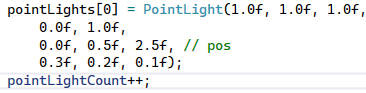 pointLights[0] = PointLight(1.0f, 1.0f, 1.0f,
0.0f, 1.0f,
0.0f, 0.5f, 2.5f, // pos
0.3f, 0.2f, 0.1f);
pointLightCount++;